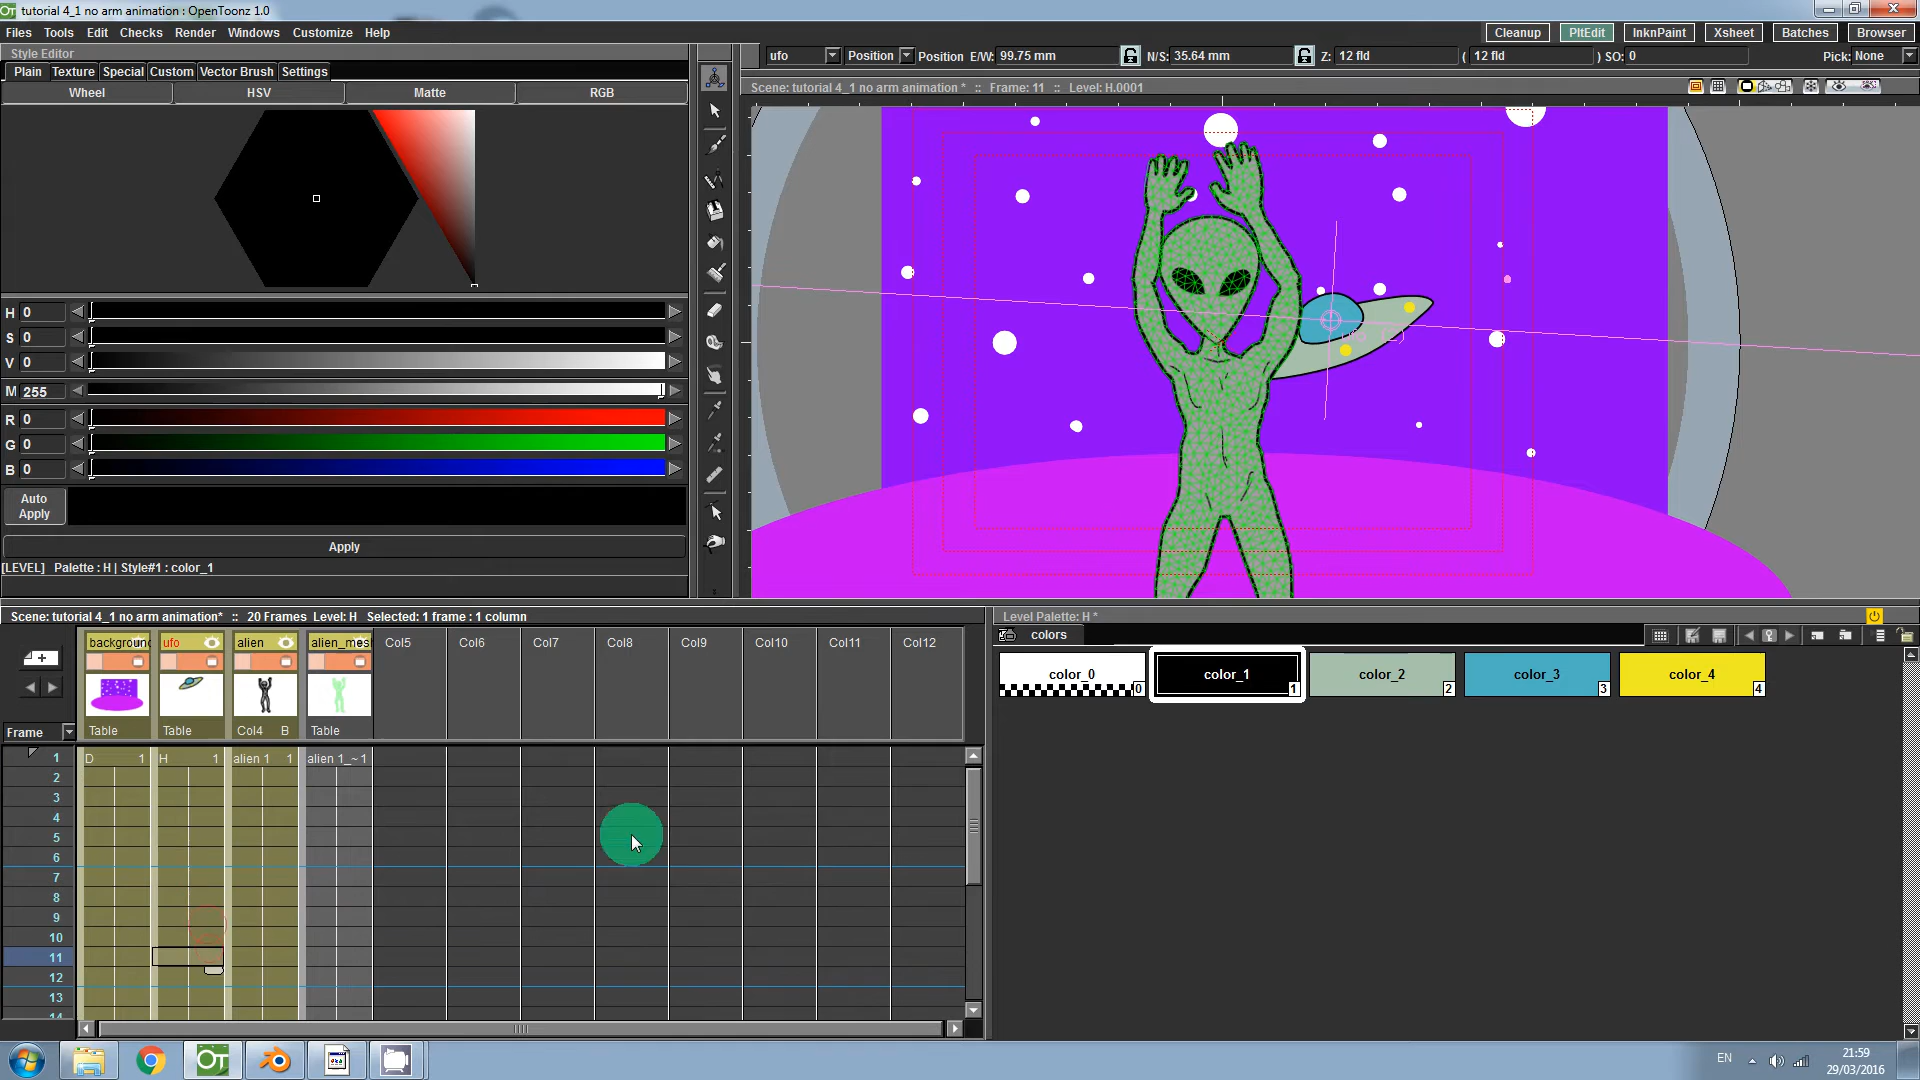 tutorial 4_1 no arm animation : OpenToonz 1.0
Files Tools Edit Checks Render Windows Customize Help
Cleanup PltEdit InknPaint Xsheet Batches Browser
Style Editor
Plain Texture Special Custom Vector Brush Settings
Wheel HSV Matte RGB
ufo Position Position E/W: 99.75 mm N/S: 35.64 mm Z: 12 fld ( 12 fld ) SO: 0 Pick: None
Scene: tutorial 4_1 no arm animation * :: Frame: 11 :: Level: H.0001
H 0
S 0
V 0
M 255
R 0
G 0
B 0
Auto Apply
Apply
[LEVEL] Palette : H | Style#1 : color_1
Scene: tutorial 4_1 no arm animation* :: 20 Frames Level: H Selected: 1 frame : 1 column
background ufo alien alien_mes Col5 Col6 Col7 Col8 Col9 Col10 Col11 Col12
Table Table Col4 B Table
Frame
1 D 1 H 1 alien 1 1 alien 1_~ 1
2
3
4
5
6
7
8
9
10
11
12
13
14
Level Palette: H *
colors
color_0 0 color_1 1 color_2 2 color_3 3 color_4 4
EN
21:59
29/03/2016